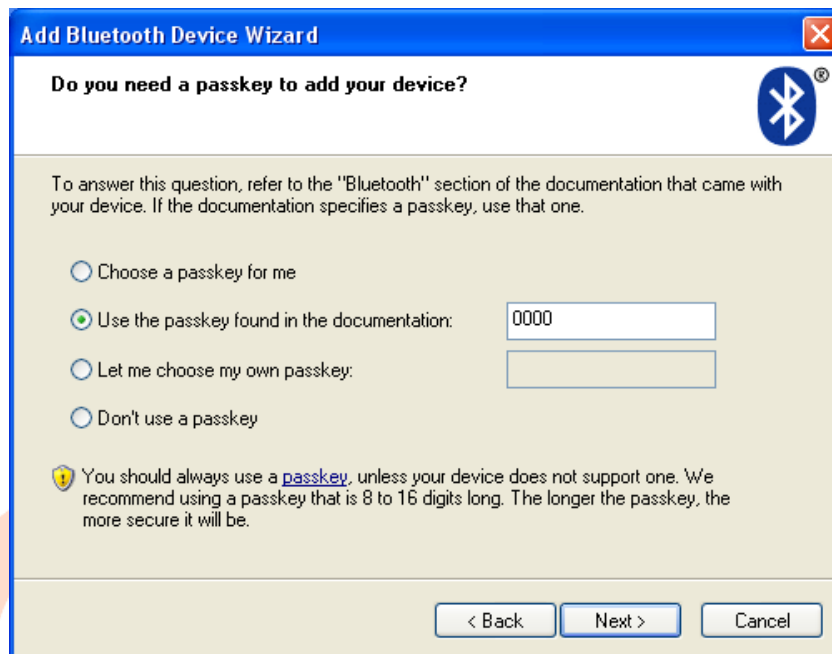 Add Bluetooth Device Wizard
Do you need a passkey to add your device?
®
To answer this question, refer to the "Bluetooth" section of the documentation that came with
your device. If the documentation specifies a passkey, use that one.
Choose a passkey for me
Use the passkey found in the documentation: 0000
Let me choose my own passkey:
Don't use a passkey
You should always use a passkey, unless your device does not support one. We
recommend using a passkey that is 8 to 16 digits long. The longer the passkey, the
more secure it will be.
< Back Next > Cancel